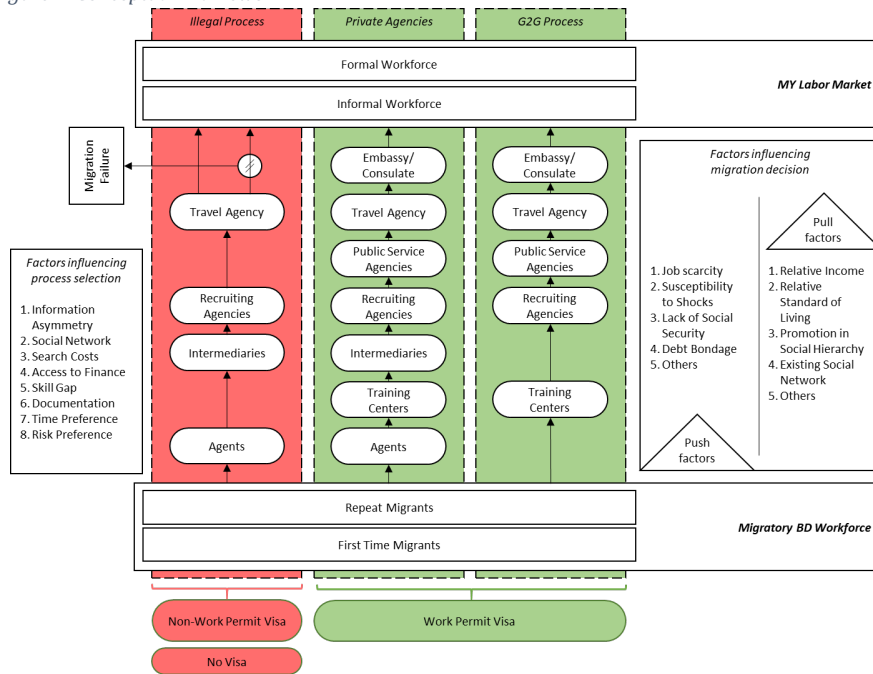 Illegal Process
Private Agencies
G2G Process
Formal Workforce
Informal Workforce
MY Labor Market
Migration
Failure
Embassy/
Consulate
Embassy/
Consulate
Travel Agency
Travel Agency
Travel Agency
Public Service
Agencies
Public Service
Agencies
Recruiting
Agencies
Recruiting
Agencies
Recruiting
Agencies
Intermediaries
Intermediaries
Training
Centers
Training
Centers
Agents
Agents
Factors influencing
process selection
1. Information
Asymmetry
2. Social Network
3. Search Costs
4. Access to Finance
5. Skill Gap
6. Documentation
7. Time Preference
8. Risk Preference
Factors influencing
migration decision
Pull
factors
1. Job scarcity
2. Susceptibility
to Shocks
3. Lack of Social
Security
4. Debt Bondage
5. Others
1. Relative Income
2. Relative
Standard of
Living
3. Promotion in
Social Hierarchy
4. Existing Social
Network
5. Others
Push
factors
Repeat Migrants
First Time Migrants
Migratory BD Workforce
Non-Work Permit Visa
Work Permit Visa
No Visa